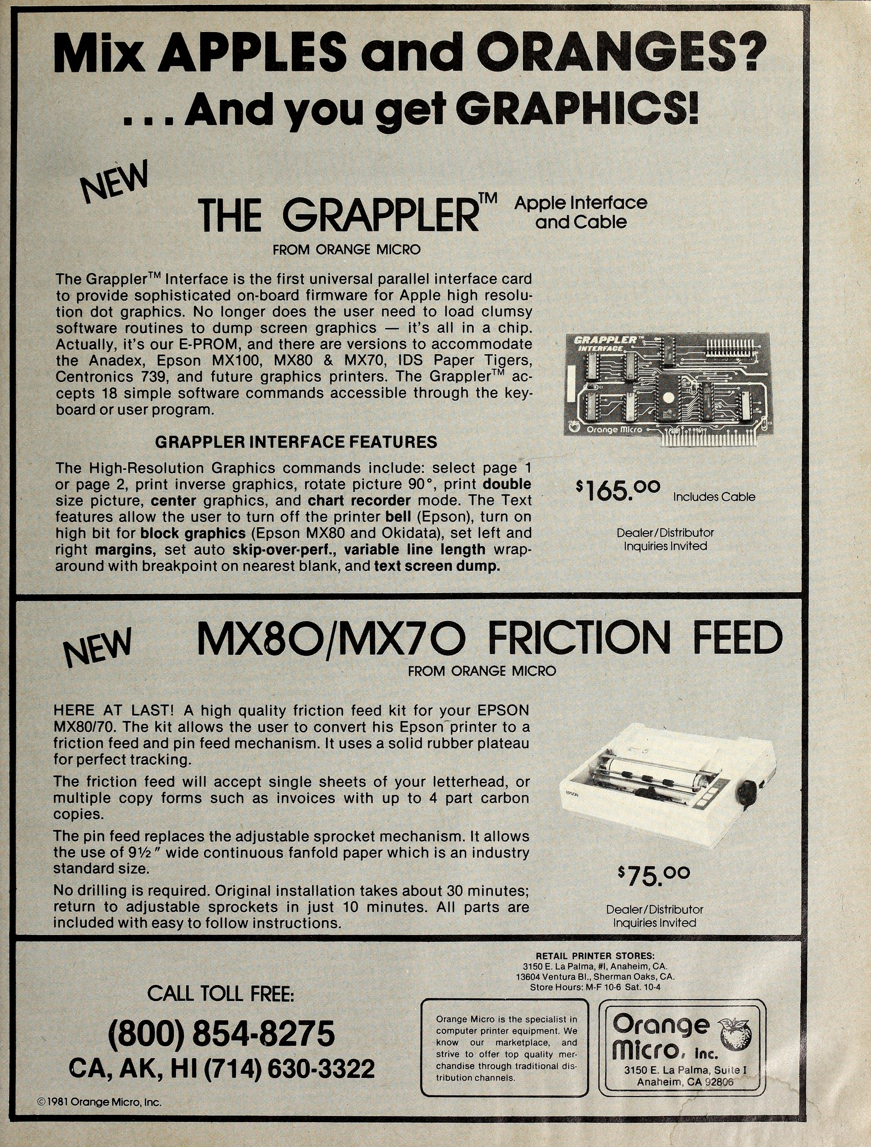 Mix APPLES and ORANGES?
...And you get GRAPHICS!
NEW
THE GRAPPLER™ Apple Interface
and Cable
FROM ORANGE MICRO
The Grappler™ Interface is the first universal parallel interface card
to provide sophisticated on-board firmware for Apple high resolu-
tion dot graphics. No longer does the user need to load clumsy
software routines to dump screen graphics — it's all in a chip.
Actually, it's our E-PROM, and there are versions to accommodate
the Anadex, Epson MX100, MX80 & MX70, IDS Paper Tigers,
Centronics 739, and future graphics printers. The Grappler™ ac-
cepts 18 simple software commands accessible through the key-
board or user program.
GRAPPLER INTERFACE FEATURES
The High-Resolution Graphics commands include: select page 1
or page 2, print inverse graphics, rotate picture 90°, print double
size picture, center graphics, and chart recorder mode. The Text
features allow the user to turn off the printer bell (Epson), turn on
high bit for block graphics (Epson MX80 and Okidata), set left and
right margins, set auto skip-over-perf., variable line length wrap-
around with breakpoint on nearest blank, and text screen dump.
GRAPPLER™
INTERFACE
Orange Micro
$165.00 Includes Cable
Dealer/Distributor
Inquiries Invited
NEW
MX80/MX70 FRICTION FEED
FROM ORANGE MICRO
HERE AT LAST! A high quality friction feed kit for your EPSON
MX80/70. The kit allows the user to convert his Epson printer to a
friction feed and pin feed mechanism. It uses a solid rubber plateau
for perfect tracking.
The friction feed will accept single sheets of your letterhead, or
multiple copy forms such as invoices with up to 4 part carbon
copies.
The pin feed replaces the adjustable sprocket mechanism. It allows
the use of 9½" wide continuous fanfold paper which is an industry
standard size.
No drilling is required. Original installation takes about 30 minutes;
return to adjustable sprockets in just 10 minutes. All parts are
included with easy to follow instructions.
EPSON
$75.00
Dealer/Distributor
Inquiries Invited
CALL TOLL FREE:
(800) 854-8275
CA, AK, HI (714) 630-3322
©1981 Orange Micro, Inc.
RETAIL PRINTER STORES:
3150 E. La Palma, #I, Anaheim, CA.
13604 Ventura Bl., Sherman Oaks, CA.
Store Hours: M-F 10-6 Sat. 10-4
Orange Micro is the specialist in
computer printer equipment. We
know our marketplace, and
strive to offer top quality mer-
chandise through traditional dis-
tribution channels.
Orange
Micro, Inc.
3150 E. La Palma, Suite I
Anaheim, CA 92806